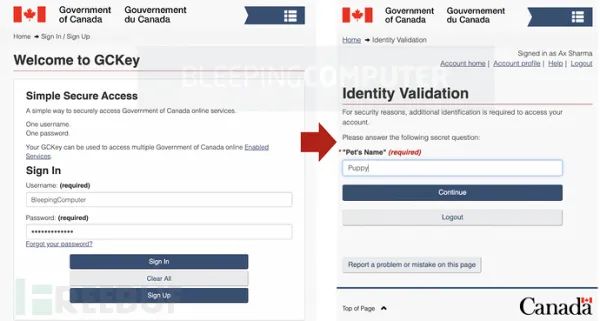 Government of Canada
Gouvernement du Canada
Home → Sign In / Sign Up
Welcome to GCKey
Simple Secure Access
A simple way to securely access Government of Canada online services.
One username.
One password.
Your GCKey can be used to access multiple Government of Canada online Enabled
Services.
Sign In
Username: (required)
BleepingComputer
Password: (required)
•••••••••••••
Forgot your password?
Sign In
Clear All
Sign Up
BLEEPINGCOMPUTER
Government of Canada
Gouvernement du Canada
Home → Identity Validation
Signed in as Ax Sharma
Account home | Account profile | Help | Logout
Identity Validation
For security reasons, additional identification is required to access your
account.
Please answer the following secret question:
* "Pet's Name" (required)
Puppy
Continue
Logout
Report a problem or mistake on this page
Top of Page
Canada